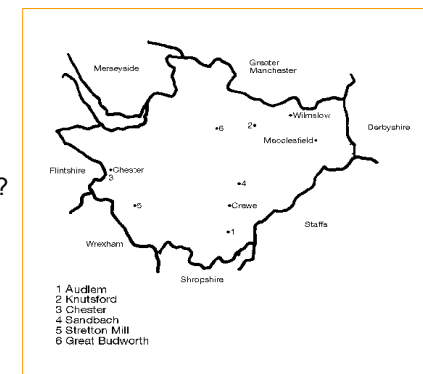 Merseyside
Greater
Manchester
•Wilmslow
•6
2•
Macclesfield•
Derbyshire
Flintshire
•Chester
3
?
•4
•5
•Crewe
Staffs
•1
Wrexham
Shropshire
1 Audlem
2 Knutsford
3 Chester
4 Sandbach
5 Stretton Mill
6 Great Budworth